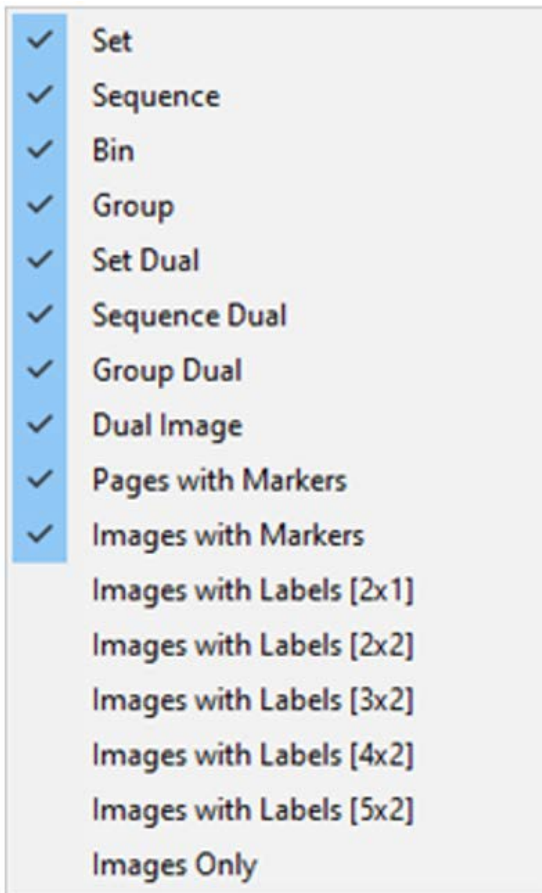 Set
Sequence
Bin
Group
Set Dual
Sequence Dual
Group Dual
Dual Image
Pages with Markers
Images with Markers
Images with Labels [2x1]
Images with Labels [2x2]
Images with Labels [3x2]
Images with Labels [4x2]
Images with Labels [5x2]
Images Only